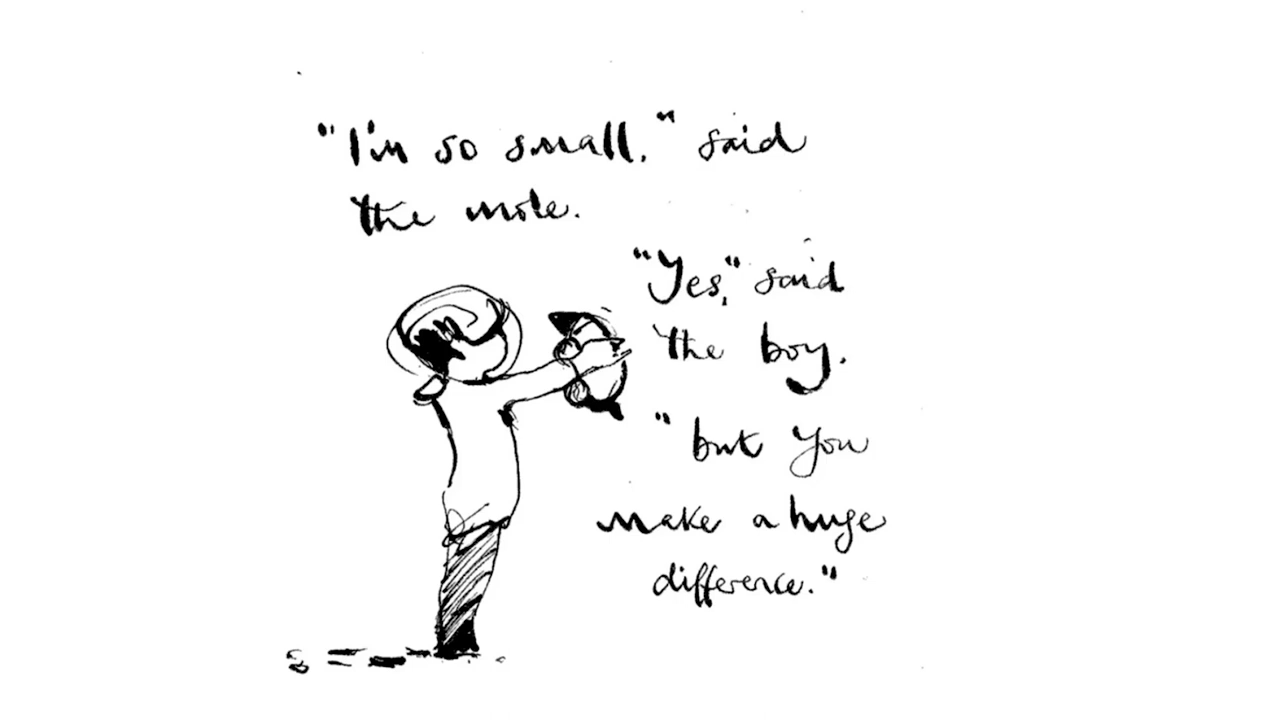 "I'm so small," said
the mole.
"Yes," said
the boy.
"but you
make a huge
difference."